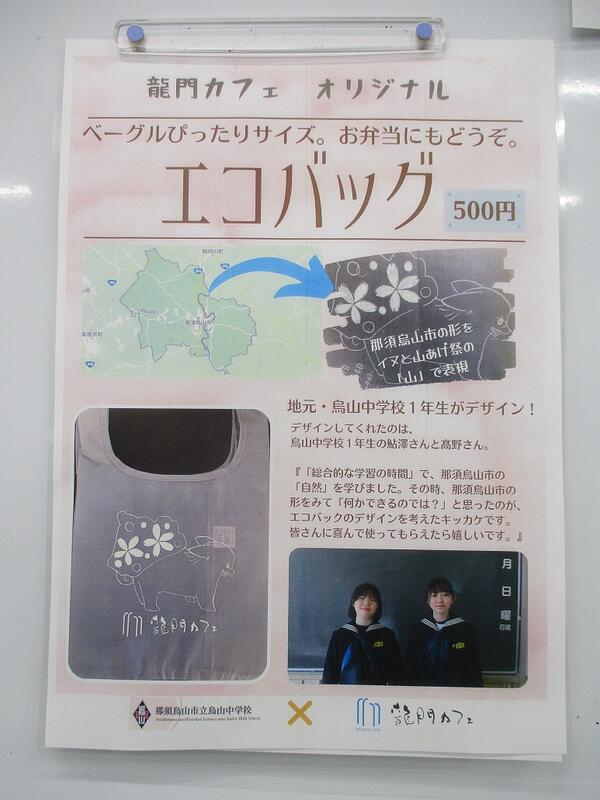 龍門カフェ　オリジナル
ベーグルぴったりサイズ。お弁当にもどうぞ。
エコバッグ
500円
那須烏山市
那須烏山市の形を
イヌと山あげ祭の
「山」で表現
地元・烏山中学校１年生がデザイン！
デザインしてくれたのは、
烏山中学校１年生の鮎澤さんと髙野さん。
『「総合的な学習の時間」で、那須烏山市の
「自然」を学びました。その時、那須烏山市の
形をみて「何かできるのでは？」と思ったのが、
エコバックのデザインを考えたキッカケです。
皆さんに喜んで使ってもらえたら嬉しいです。』
龍門カフェ
月
日
曜
日直
那須烏山市立烏山中学校
×
龍門カフェ